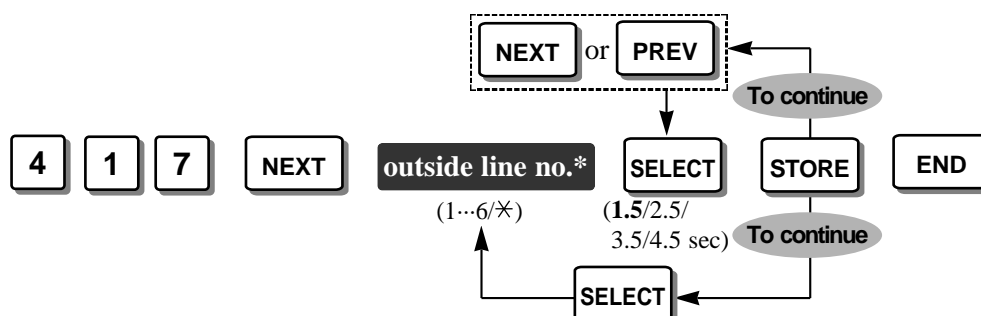 NEXT or PREV
To continue
4 1 7 NEXT outside line no.* SELECT STORE END
(1···6/✳) (1.5/2.5/
3.5/4.5 sec)
To continue
SELECT